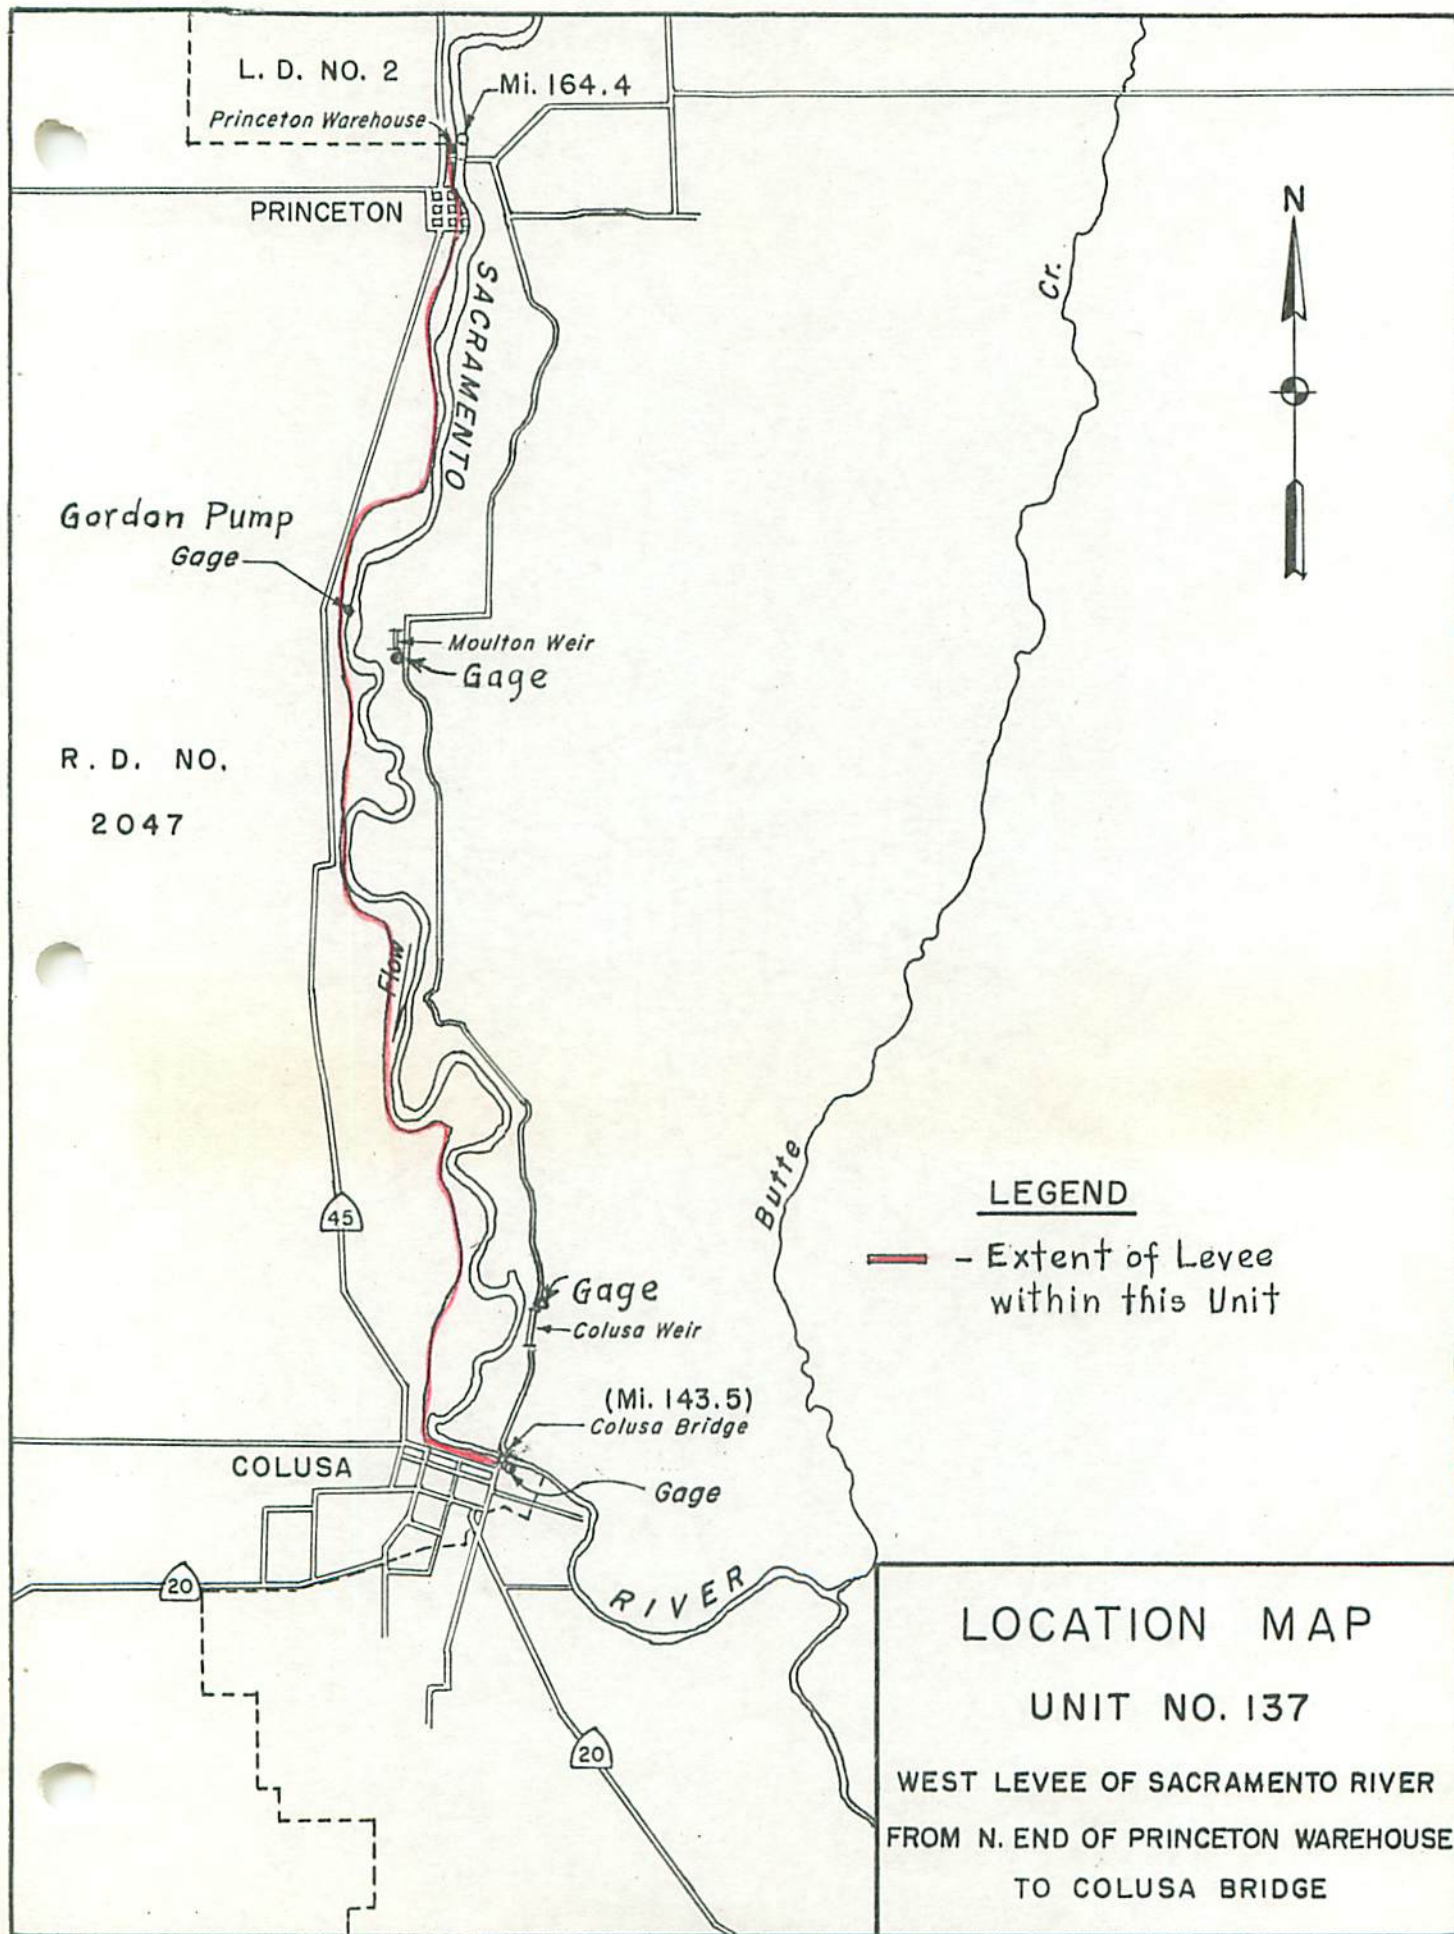 L. D. NO. 2
Mi. 164.4
Princeton Warehouse
PRINCETON
N
SACRAMENTO
Cr.
Gordon Pump
Gage
Moulton Weir
Gage
R. D. NO.
2047
Flow
45
Butte
LEGEND
- Extent of Levee
within this Unit
Gage
Colusa Weir
(Mi. 143.5)
Colusa Bridge
COLUSA
Gage
20
RIVER
20
LOCATION MAP
UNIT NO. 137
WEST LEVEE OF SACRAMENTO RIVER
FROM N. END OF PRINCETON WAREHOUSE
TO COLUSA BRIDGE